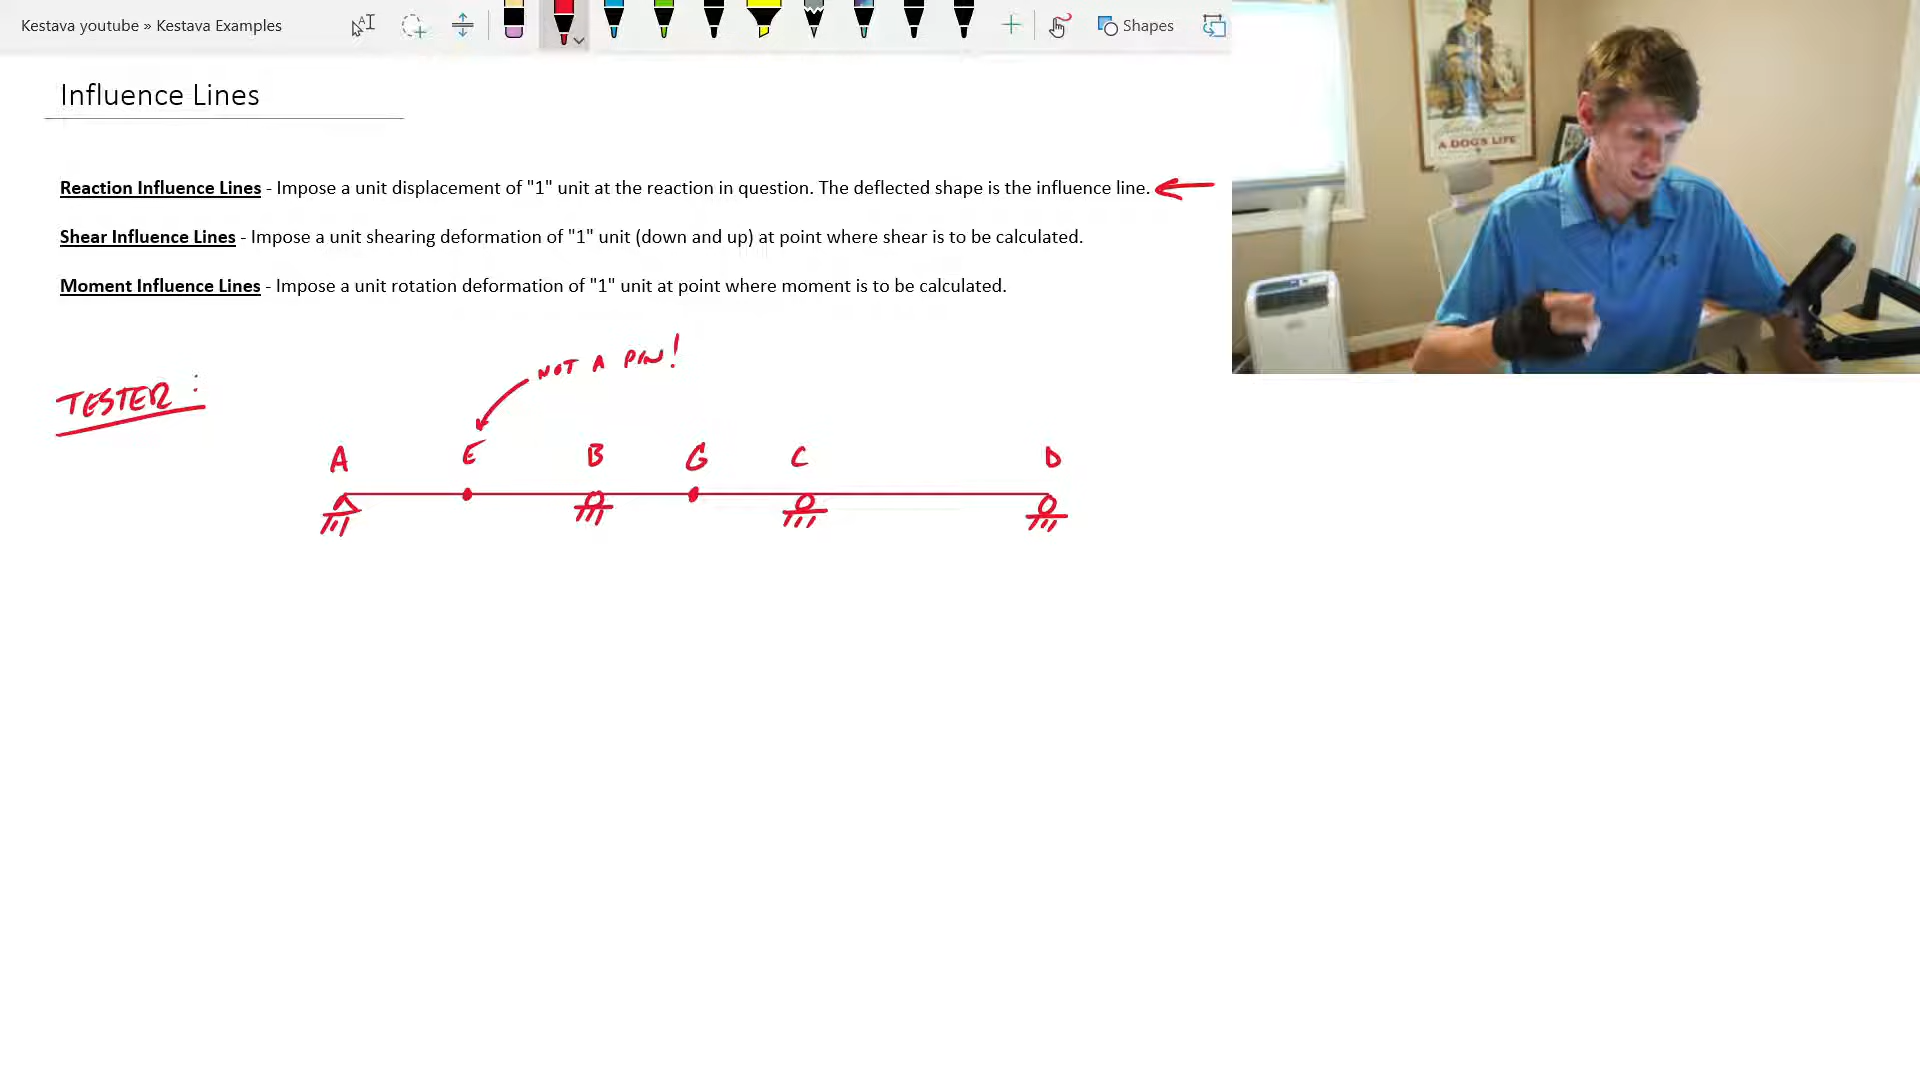 Kestava youtube » Kestava Examples
Shapes
Influence Lines
A DOG'S LIFE
Reaction Influence Lines - Impose a unit displacement of "1" unit at the reaction in question. The deflected shape is the influence line.
Shear Influence Lines - Impose a unit shearing deformation of "1" unit (down and up) at point where shear is to be calculated.
Moment Influence Lines - Impose a unit rotation deformation of "1" unit at point where moment is to be calculated.
NOT A PIN!
TESTER:
A E B G C D